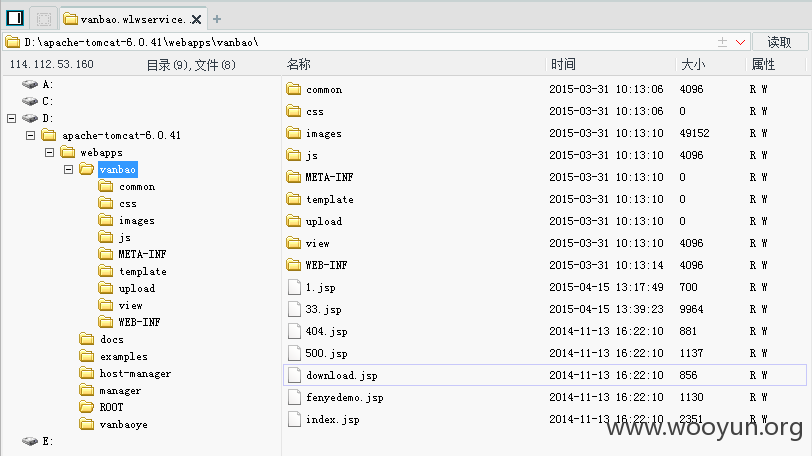 vanbao.wlwservice..
D:\apache-tomcat-6.0.41\webapps\vanbao\ 读取
114.112.53.160 目录(9),文件(8) 名称 时间 大小 属性
A:
C:
D:
apache-tomcat-6.0.41
webapps
vanbao
common
css
images
js
META-INF
template
upload
view
WEB-INF
docs
examples
host-manager
manager
ROOT
vanbaoye
E:
common 2015-03-31 10:13:06 4096 R W
css 2015-03-31 10:13:06 0 R W
images 2015-03-31 10:13:10 49152 R W
js 2015-03-31 10:13:10 4096 R W
META-INF 2015-03-31 10:13:10 0 R W
template 2015-03-31 10:13:10 0 R W
upload 2015-03-31 10:13:10 0 R W
view 2015-03-31 10:13:10 4096 R W
WEB-INF 2015-03-31 10:13:14 4096 R W
1.jsp 2015-04-15 13:17:49 700 R W
33.jsp 2015-04-15 13:39:23 9964 R W
404.jsp 2014-11-13 16:22:10 881 R W
500.jsp 2014-11-13 16:22:10 1137 R W
download.jsp 2014-11-13 16:22:10 856 R W
fenyedemo.jsp 2014-11-13 16:22:10 1130 R W
index.jsp 2014-11-13 16:22:10 2351 R W
www.wooyun.org